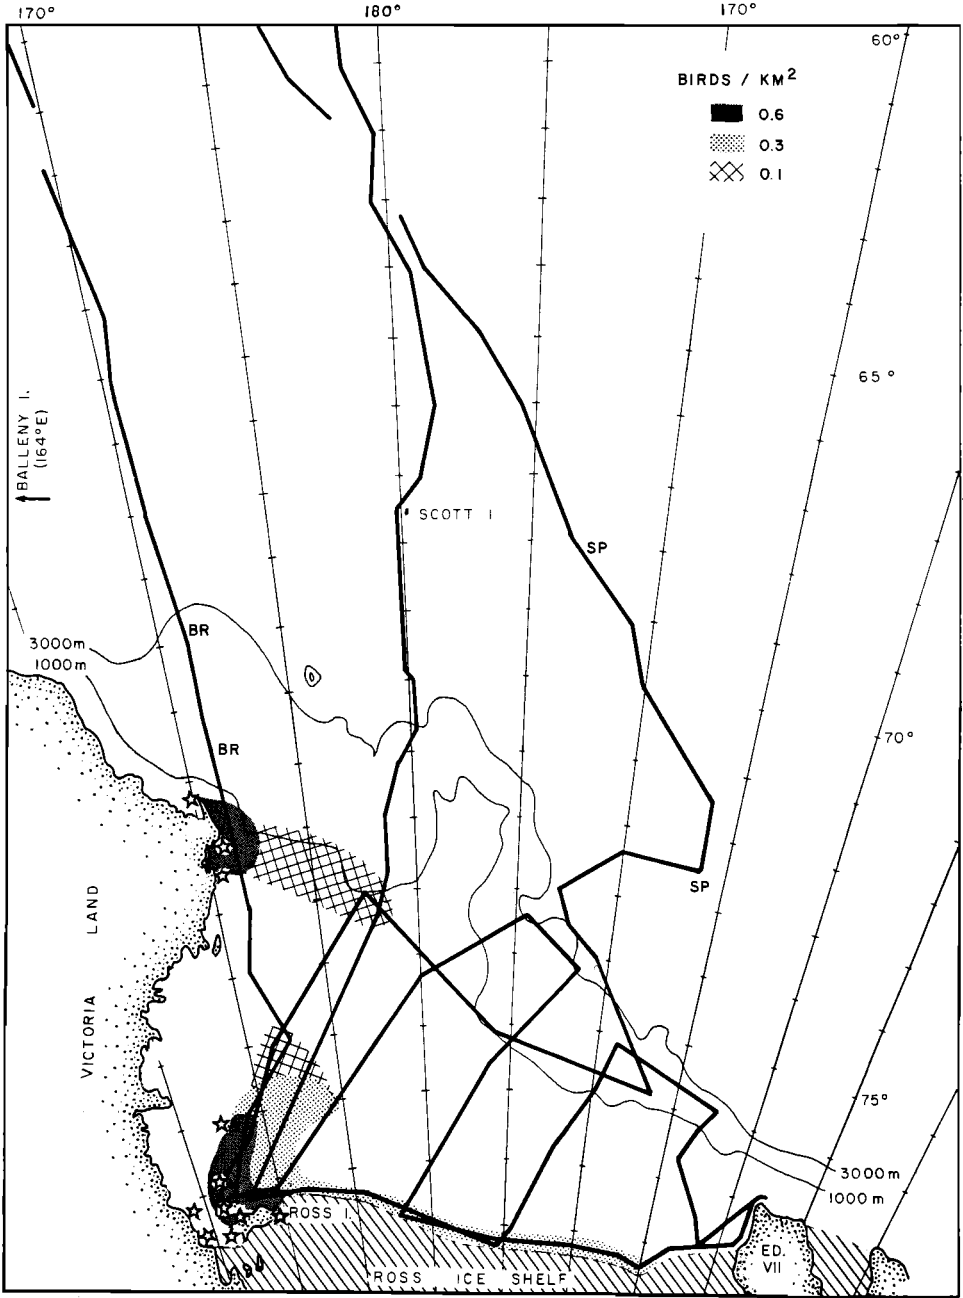 170°
180°
170°
60°
BIRDS / KM2
0.6
0.3
0.1
65°
BALLENY I.
(164°E)
SCOTT I
SP
BR
3000m
1000m
BR
70°
SP
VICTORIA LAND
75°
3000m
1000m
ROSS I.
ED.
VII
ROSS ICE SHELF